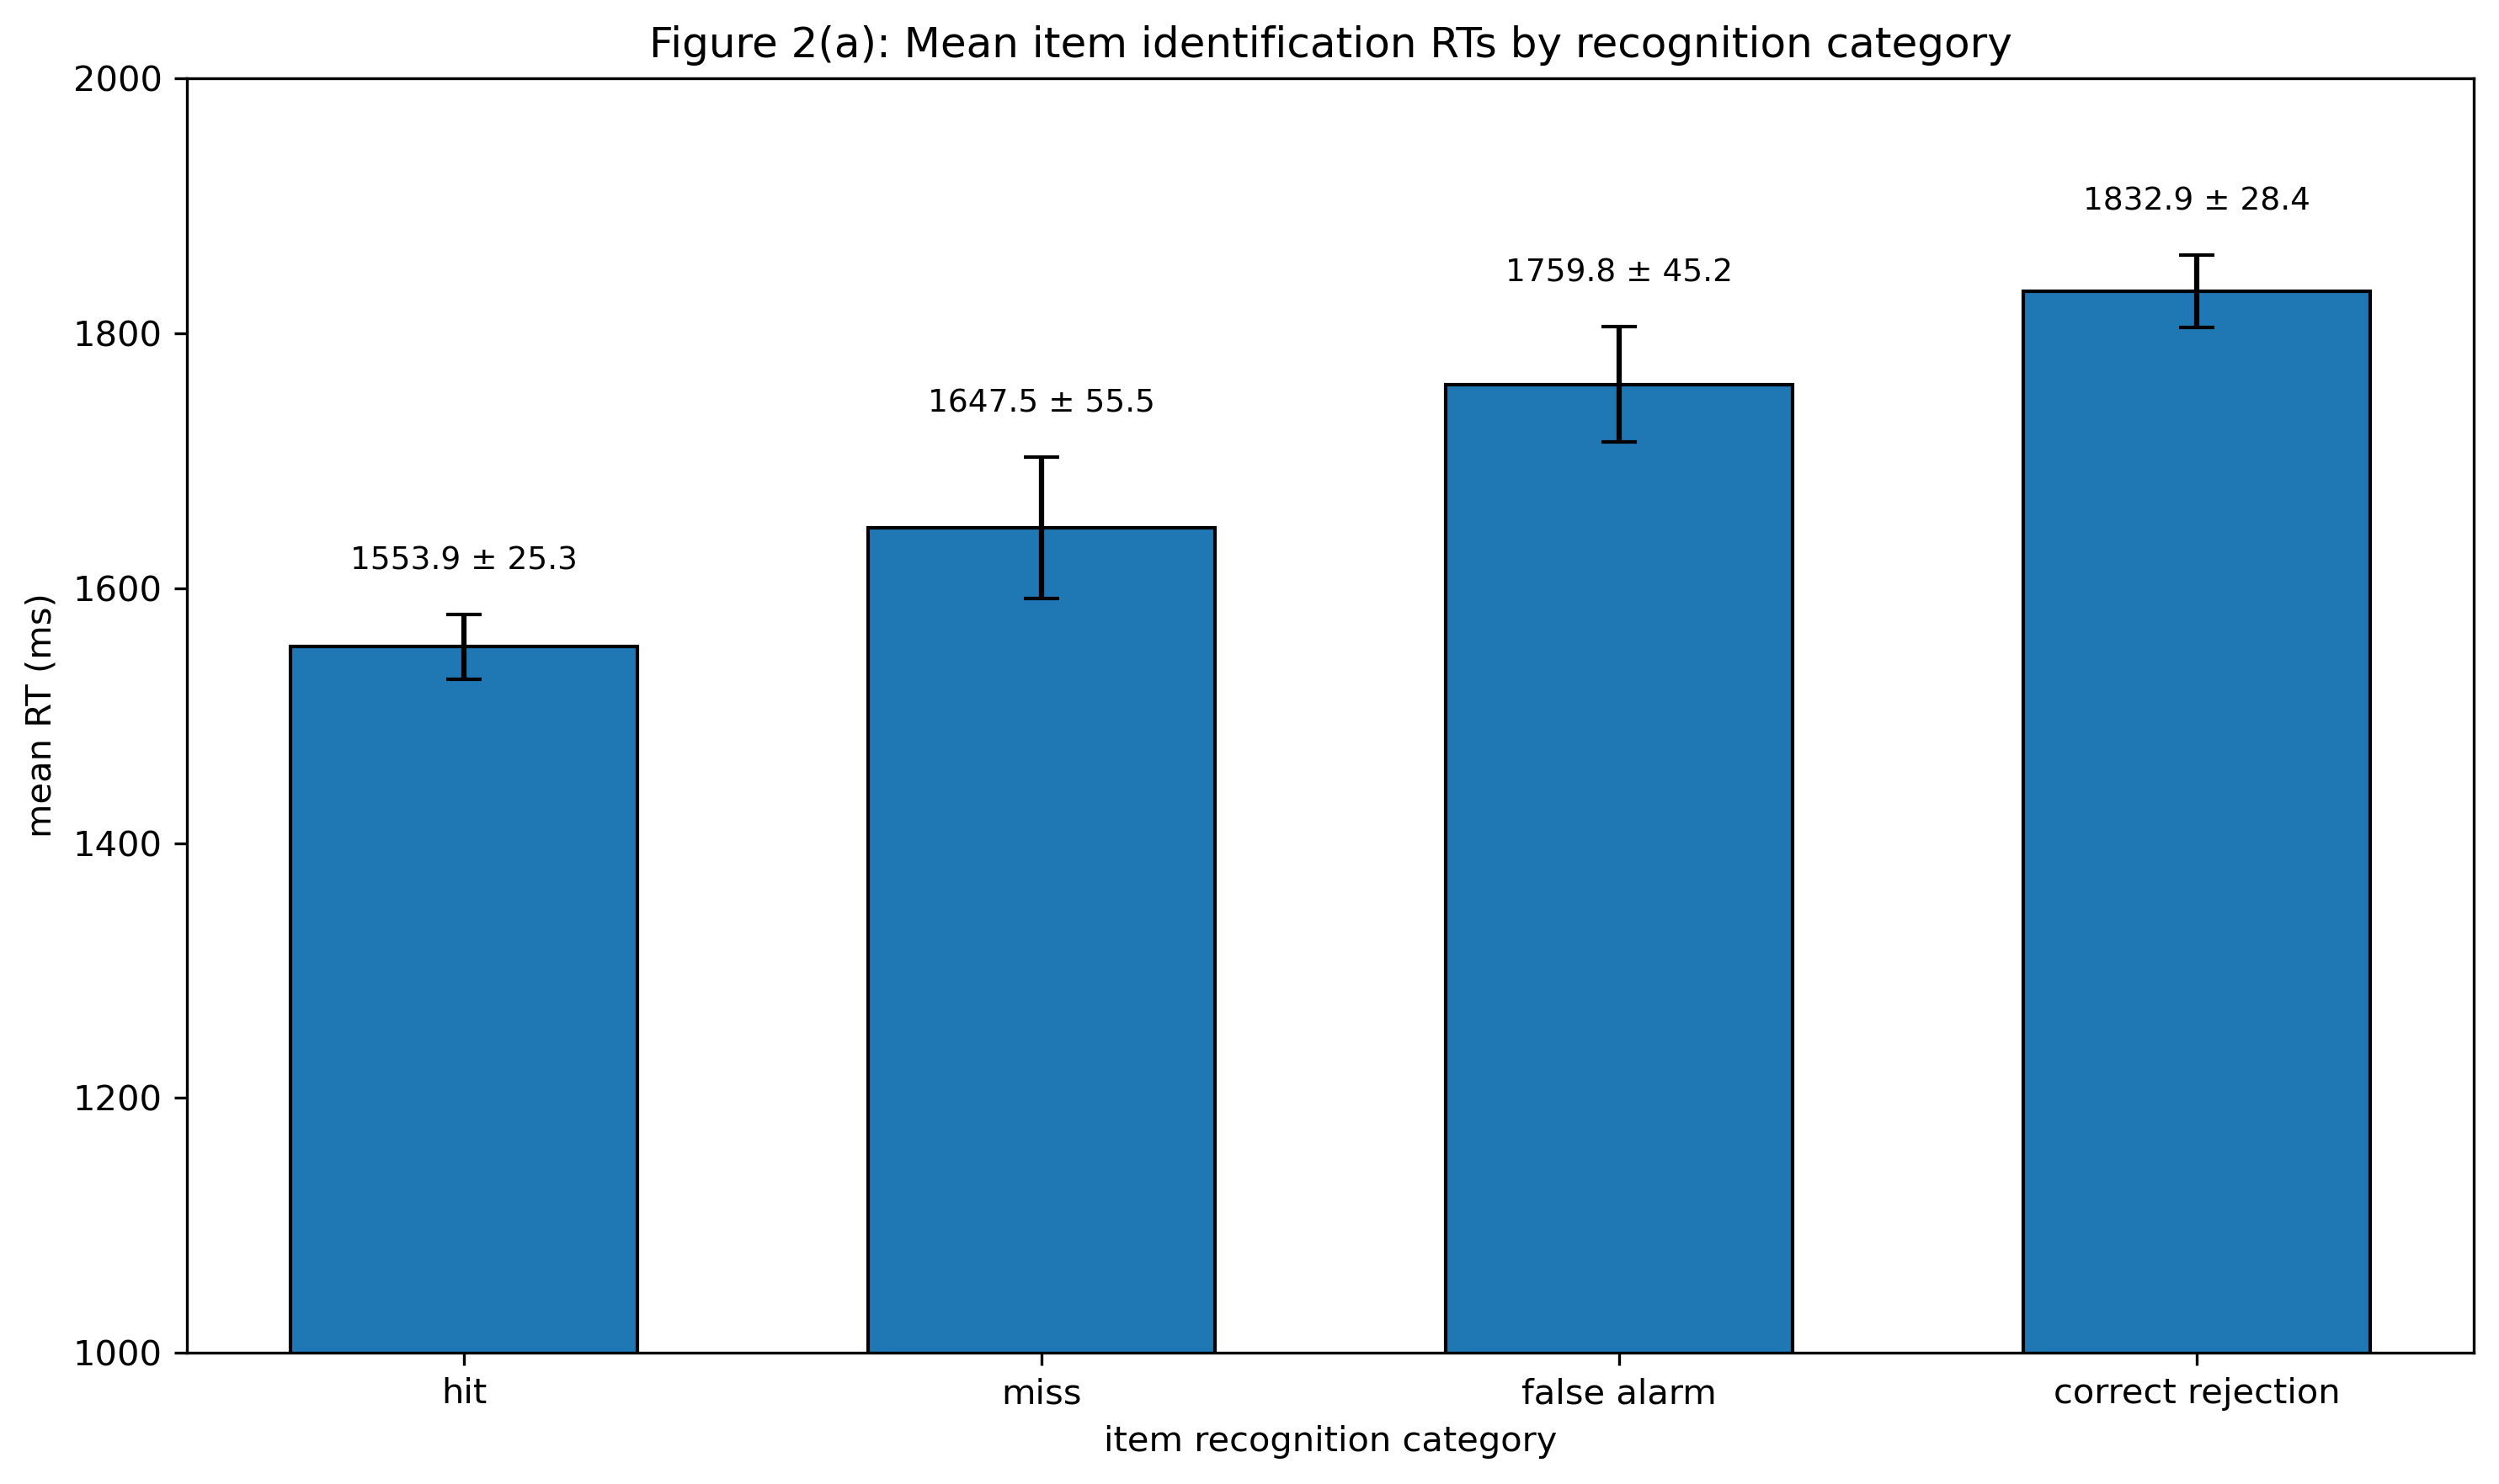 Figure 2(a): Mean item identification RTs by recognition category
2000
1800
1600
1400
1200
1000
mean RT (ms)
1553.9 ± 25.3
1647.5 ± 55.5
1759.8 ± 45.2
1832.9 ± 28.4
hit
miss
false alarm
correct rejection
item recognition category